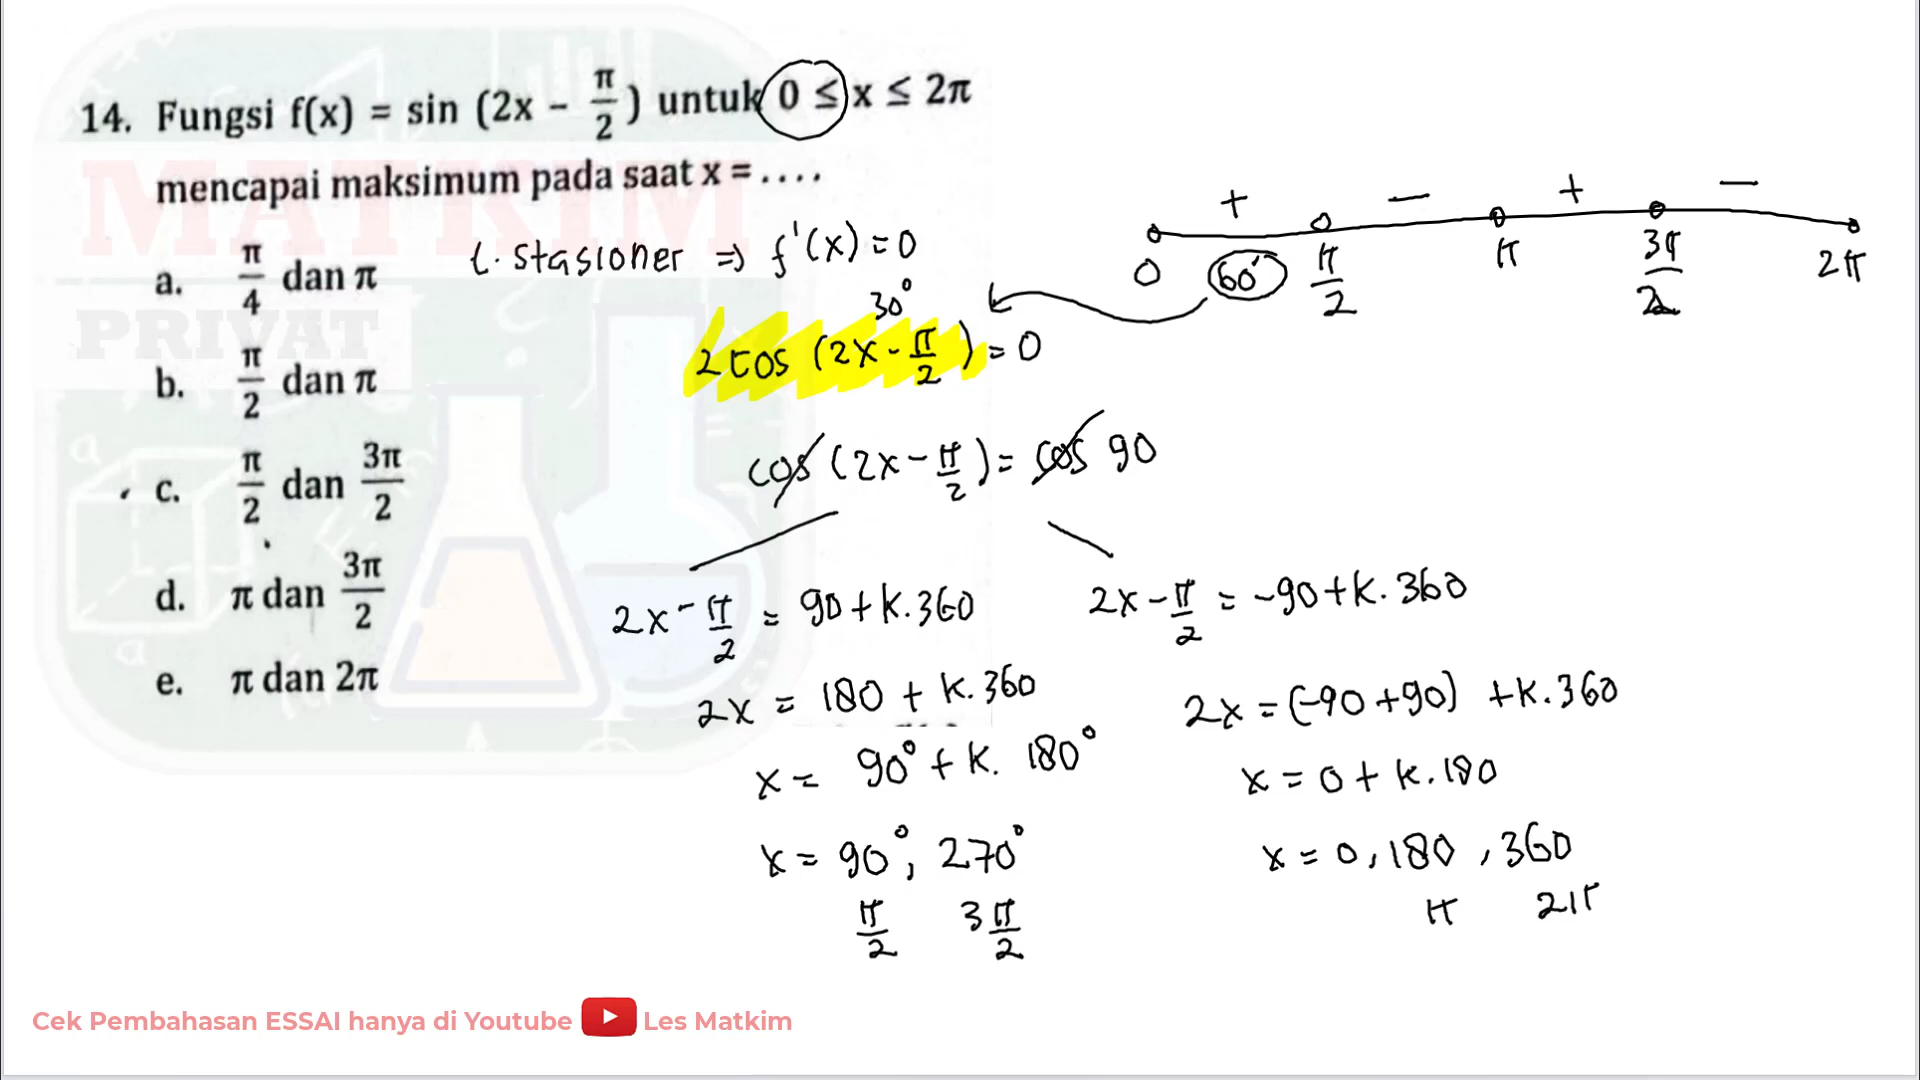 14. Fungsi f(x) = sin (2x - π/2) untuk 0 ≤ x ≤ 2π
mencapai maksimum pada saat x = ....
a. π/4 dan π
b. π/2 dan π
c. π/2 dan 3π/2
d. π dan 3π/2
e. π dan 2π
t. stasioner ⇒ f'(x) = 0
30°
2 cos (2x - π/2) = 0
cos (2x - π/2) = cos 90
2x - π/2 = 90 + k. 360
2x = 180 + k. 360
x = 90° + k. 180°
x = 90°, 270°
π/2 3π/2
2x - π/2 = -90 + k. 360
2x = (-90 + 90) + k. 360
x = 0 + k. 180
x = 0, 180, 360
π 2π
+ - + -
0 60° π/2 π 3π/2 2π
MATKIM
PRIVAT
a
a
Cek Pembahasan ESSAI hanya di Youtube Les Matkim